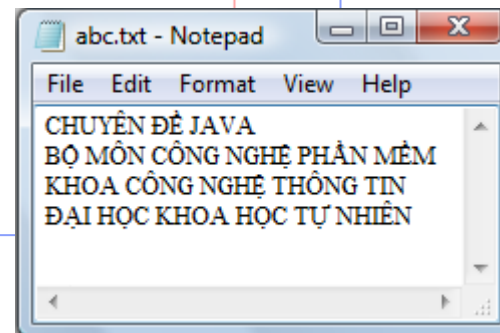 abc.txt - Notepad
File Edit Format View Help
CHUYÊN ĐỀ JAVA
BỘ MÔN CÔNG NGHỆ PHẦN MỀM
KHOA CÔNG NGHỆ THÔNG TIN
ĐẠI HỌC KHOA HỌC TỰ NHIÊN